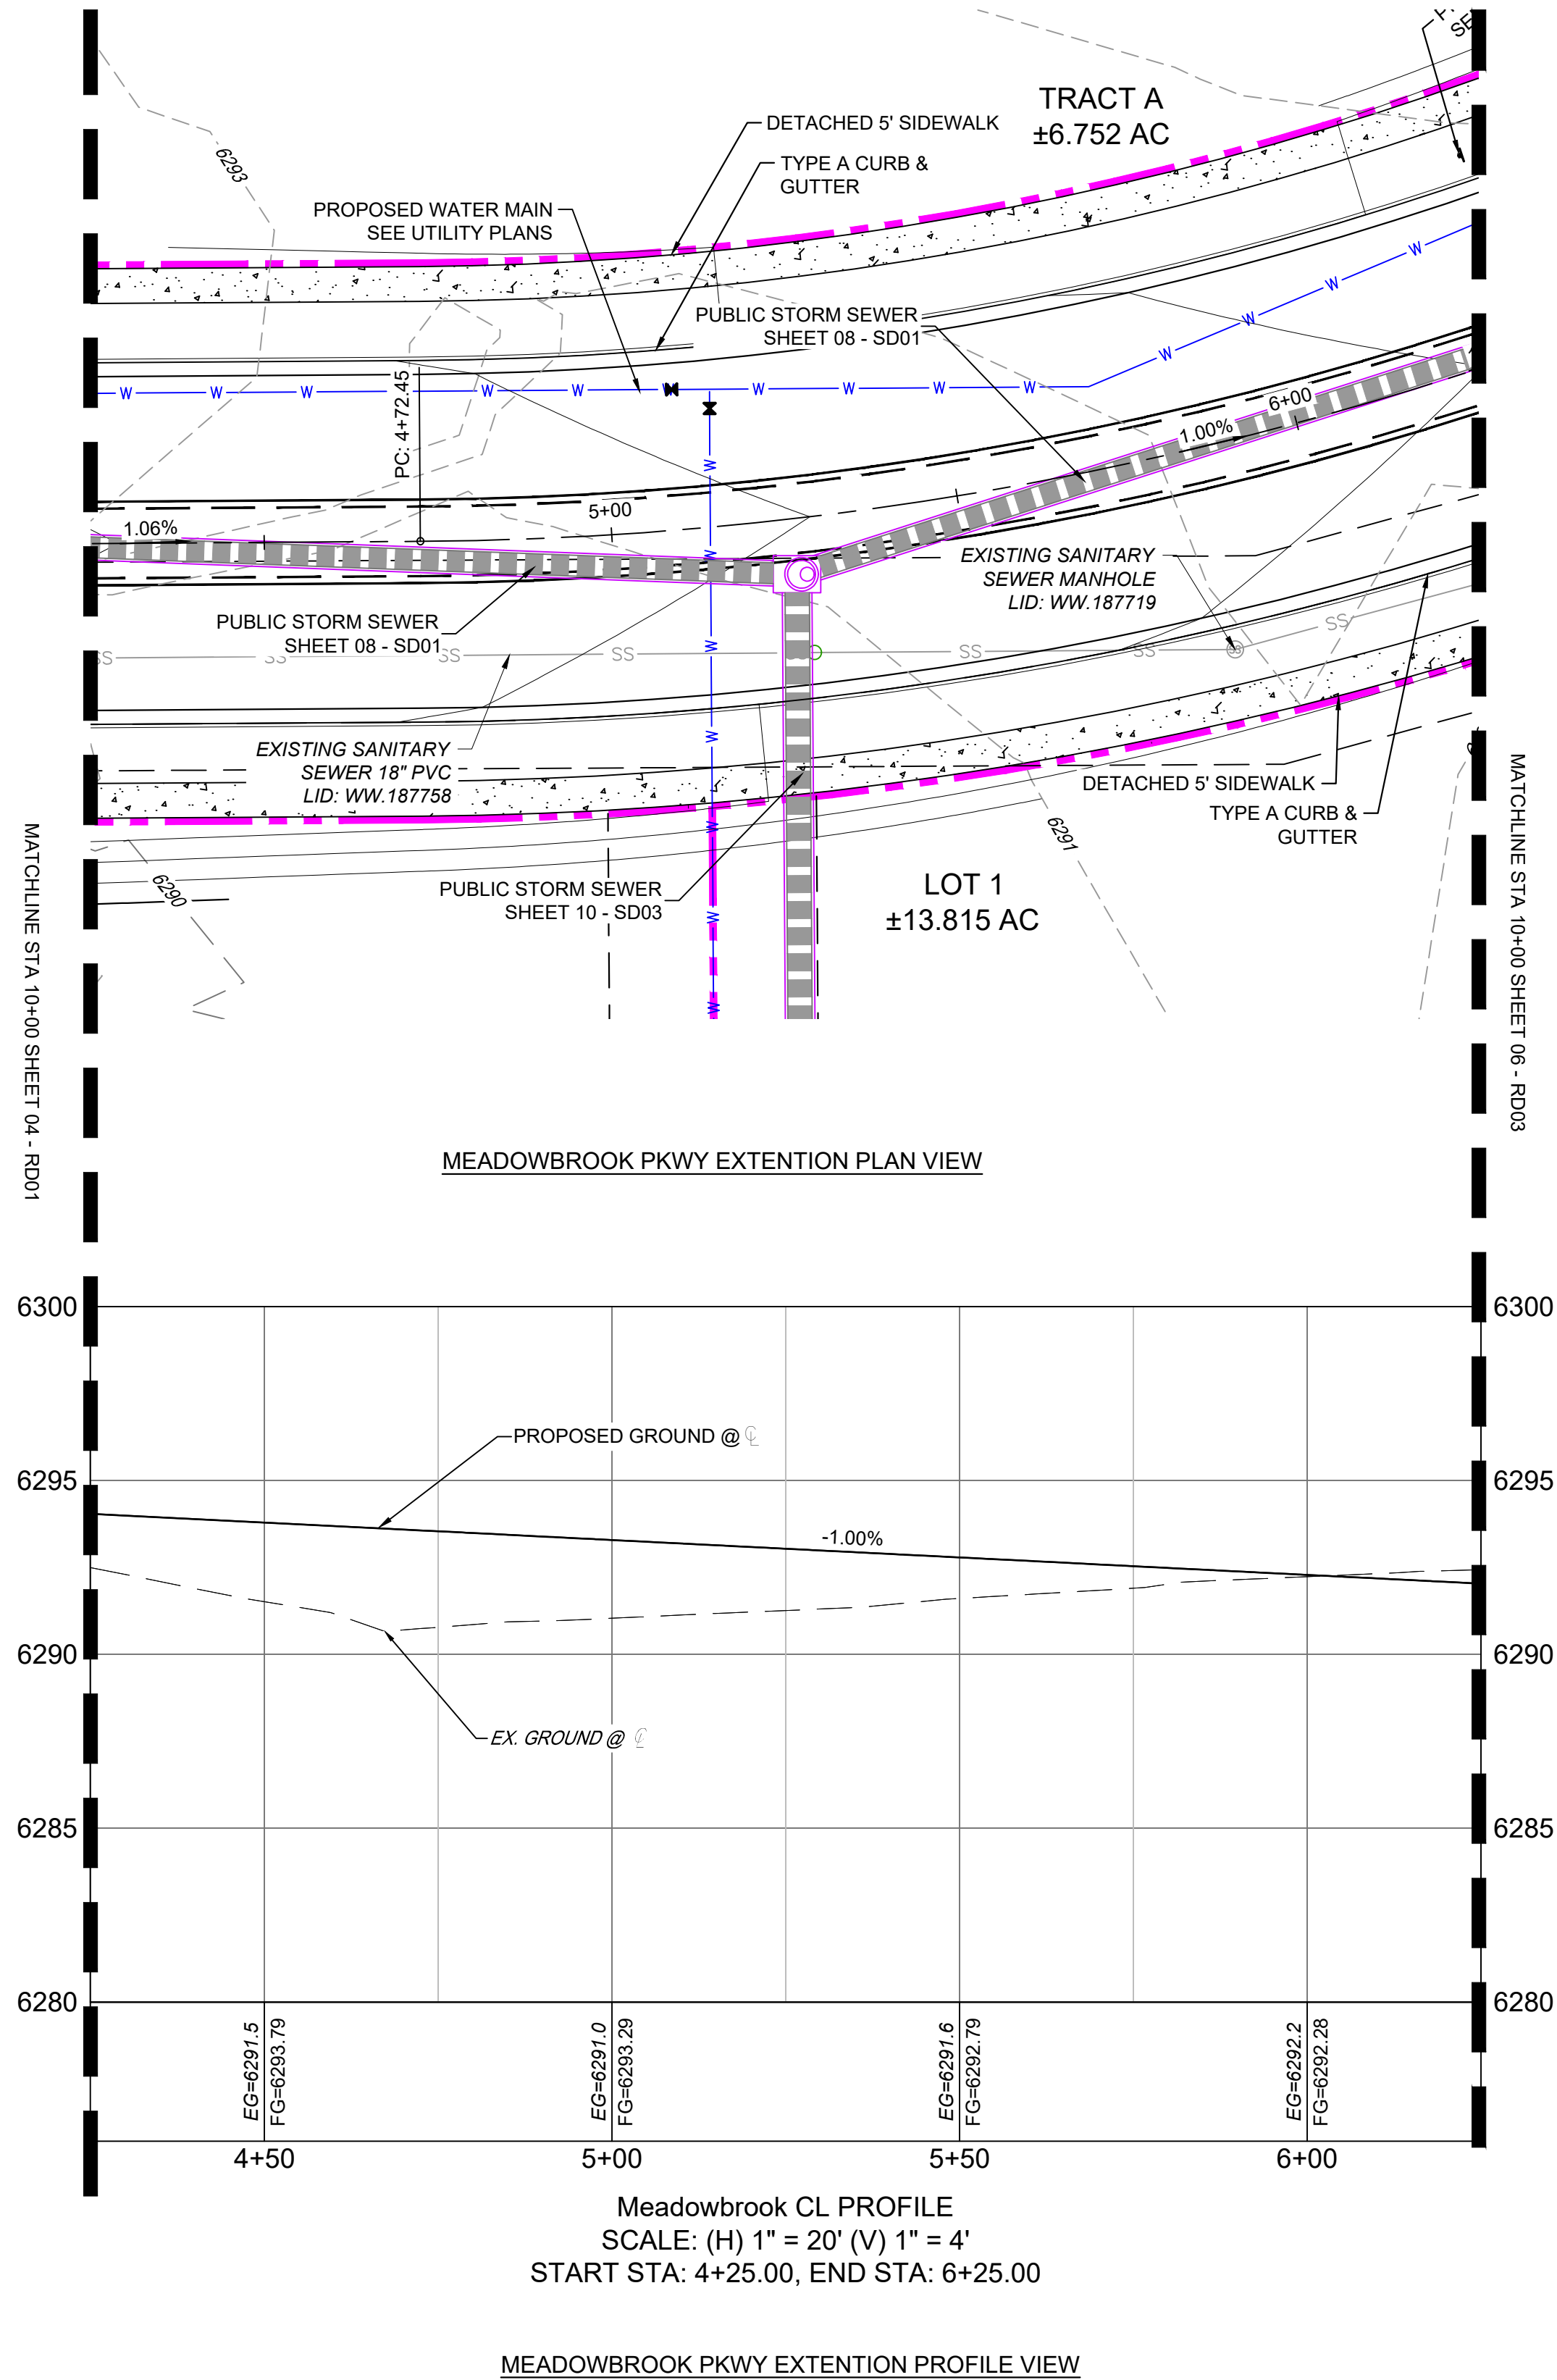 TRACT A
±6.752 AC
DETACHED 5' SIDEWALK
TYPE A CURB &
GUTTER
6293
PROPOSED WATER MAIN
SEE UTILITY PLANS
PUBLIC STORM SEWER
SHEET 08 - SD01
W W W W W W W W W W W W W W
PC: 4+72.45
6+00
1.00%
W
5+00
1.06%
W
EXISTING SANITARY
SEWER MANHOLE
LID: WW.187719
PUBLIC STORM SEWER
SHEET 08 - SD01
W
SS SS SS SS SS SS SS
W
EXISTING SANITARY
SEWER 18" PVC
LID: WW.187758
DETACHED 5' SIDEWALK
TYPE A CURB &
GUTTER
W
6291
6290
PUBLIC STORM SEWER
SHEET 10 - SD03
W
W
LOT 1
±13.815 AC
MATCHLINE STA 10+00 SHEET 04 - RD01
MATCHLINE STA 10+00 SHEET 06 - RD03
MEADOWBROOK PKWY EXTENTION PLAN VIEW
6300 6300
PROPOSED GROUND @ ℄
6295 6295
-1.00%
6290 6290
EX. GROUND @ ℄
6285 6285
6280 6280
EG=6291.5
FG=6293.79
EG=6291.0
FG=6293.29
EG=6291.6
FG=6292.79
EG=6292.2
FG=6292.28
4+50 5+00 5+50 6+00
Meadowbrook CL PROFILE
SCALE: (H) 1" = 20' (V) 1" = 4'
START STA: 4+25.00, END STA: 6+25.00
MEADOWBROOK PKWY EXTENTION PROFILE VIEW